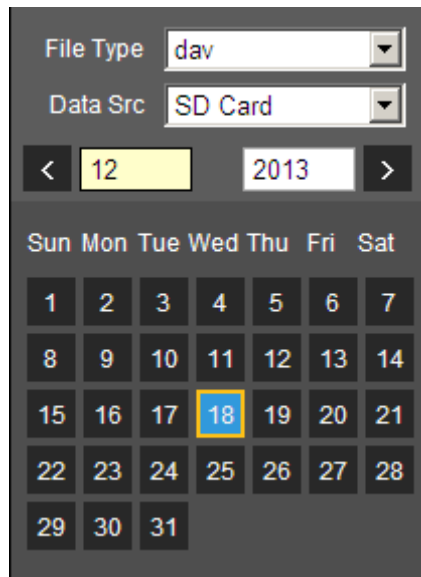 File Type dav
Data Src SD Card
< 12 2013 >
Sun Mon Tue Wed Thu Fri Sat
1 2 3 4 5 6 7
8 9 10 11 12 13 14
15 16 17 18 19 20 21
22 23 24 25 26 27 28
29 30 31